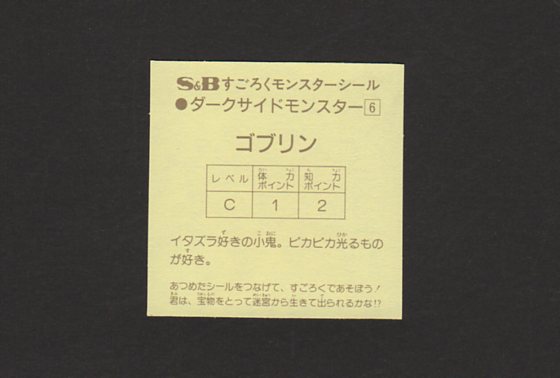 S&Bすごろくモンスターシール
●ダークサイドモンスター6
ゴブリン
レベル 体力ポイント 知力ポイント
C 1 2
イタズラ好きの小鬼。ピカピカ光るもの
が好き。
あつめたシールをつなげて、すごろくであそぼう!
君は、宝物をとって迷宮から生きて出られるかな!?